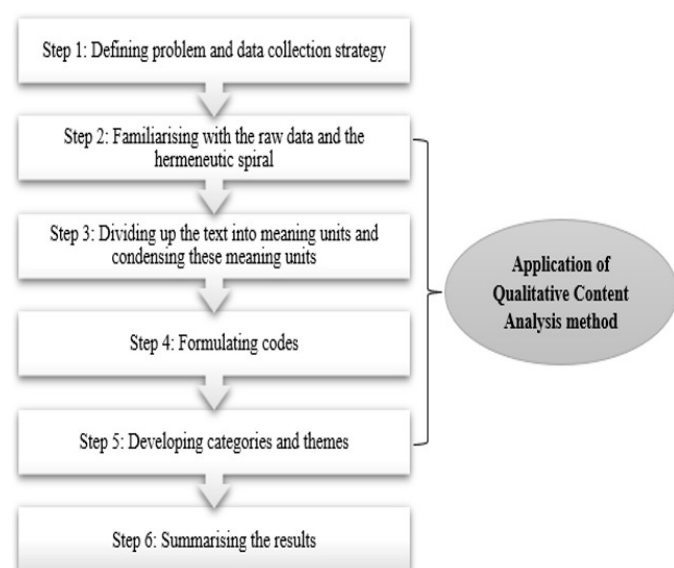 Step 1: Defining problem and data collection strategy
Step 2: Familiarising with the raw data and the
hermeneutic spiral
Step 3: Dividing up the text into meaning units and
condensing these meaning units
Step 4: Formulating codes
Step 5: Developing categories and themes
Step 6: Summarising the results
Application of
Qualitative Content
Analysis method